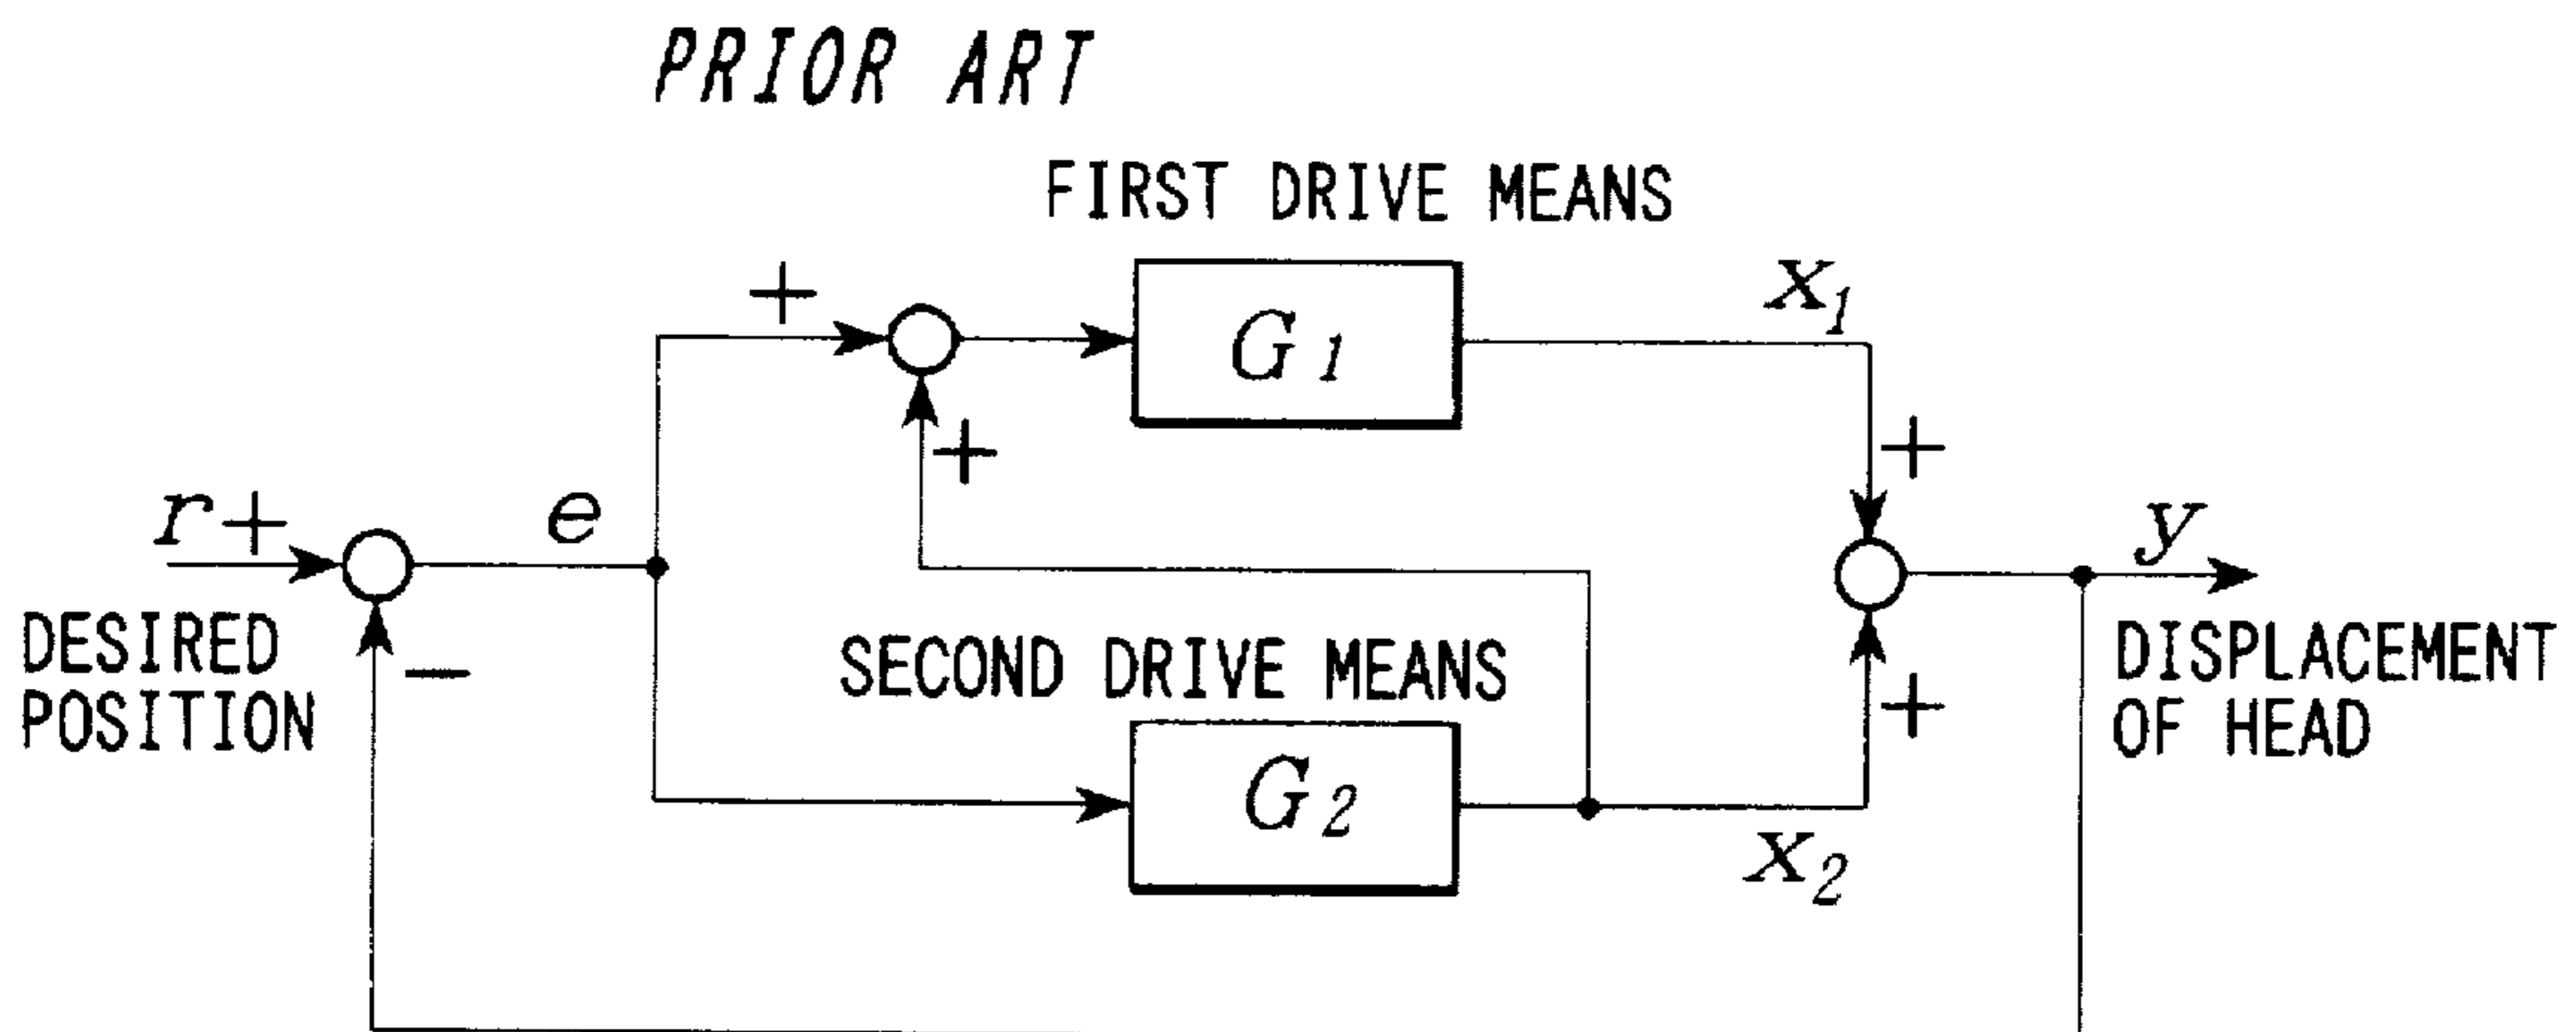 PRIOR ART
FIRST DRIVE MEANS
+
G1
x1
+
+
r+
e
+
y
DESIRED
POSITION
−
SECOND DRIVE MEANS
G2
x2
+
DISPLACEMENT
OF HEAD